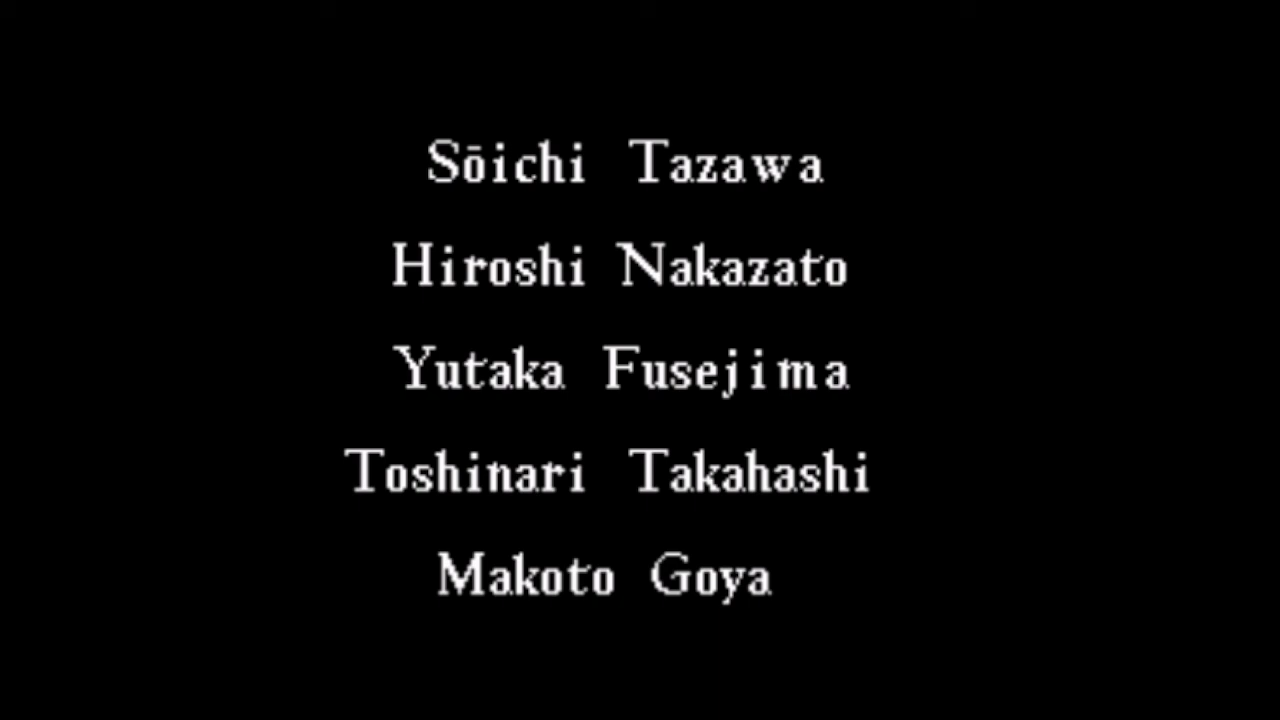 Sōichi Tazawa
Hiroshi Nakazato
Yutaka Fusejima
Toshinari Takahashi
Makoto Goya